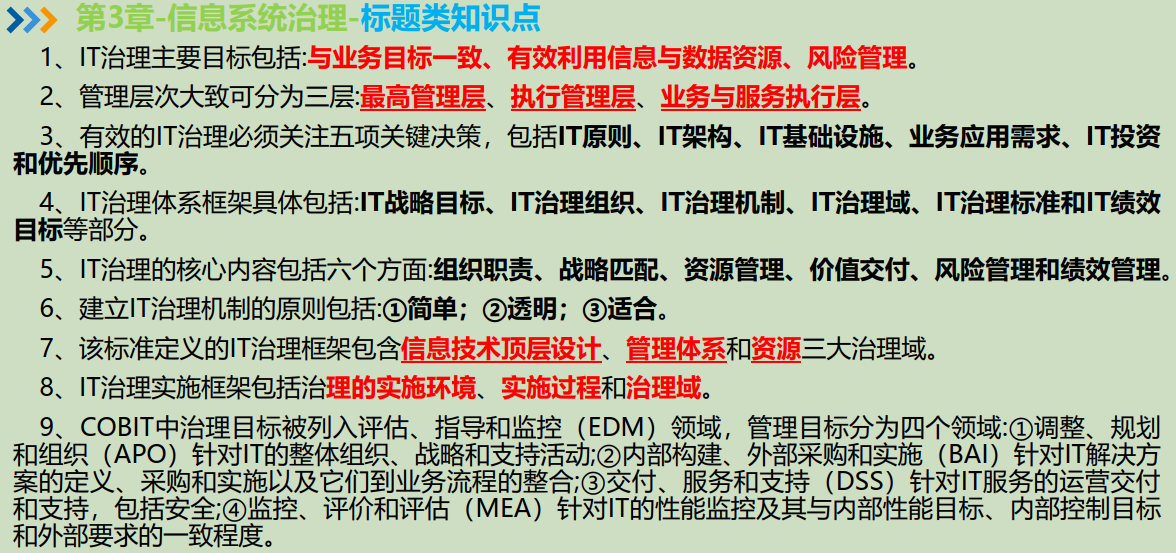 第3章-信息系统治理-标题类知识点
1、IT治理主要目标包括:与业务目标一致、有效利用信息与数据资源、风险管理。
2、管理层次大致可分为三层:最高管理层、执行管理层、业务与服务执行层。
3、有效的IT治理必须关注五项关键决策，包括IT原则、IT架构、IT基础设施、业务应用需求、IT投资
和优先顺序。
4、IT治理体系框架具体包括:IT战略目标、IT治理组织、IT治理机制、IT治理域、IT治理标准和IT绩效
目标等部分。
5、IT治理的核心内容包括六个方面:组织职责、战略匹配、资源管理、价值交付、风险管理和绩效管理。
6、建立IT治理机制的原则包括:①简单；②透明；③适合。
7、该标准定义的IT治理框架包含信息技术顶层设计、管理体系和资源三大治理域。
8、IT治理实施框架包括治理的实施环境、实施过程和治理域。
9、COBIT中治理目标被列入评估、指导和监控（EDM）领域，管理目标分为四个领域:①调整、规划
和组织（APO）针对IT的整体组织、战略和支持活动;②内部构建、外部采购和实施（BAI）针对IT解决方
案的定义、采购和实施以及它们到业务流程的整合;③交付、服务和支持（DSS）针对IT服务的运营交付
和支持，包括安全;④监控、评价和评估（MEA）针对IT的性能监控及其与内部性能目标、内部控制目标
和外部要求的一致程度。